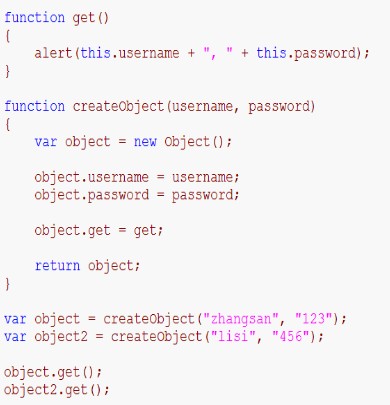 function get()
{
    alert(this.username + ", " + this.password);
}

function createObject(username, password)
{
    var object = new Object();

    object.username = username;
    object.password = password;

    object.get = get;

    return object;
}

var object = createObject("zhangsan", "123");
var object2 = createObject("lisi", "456");

object.get();
object2.get();